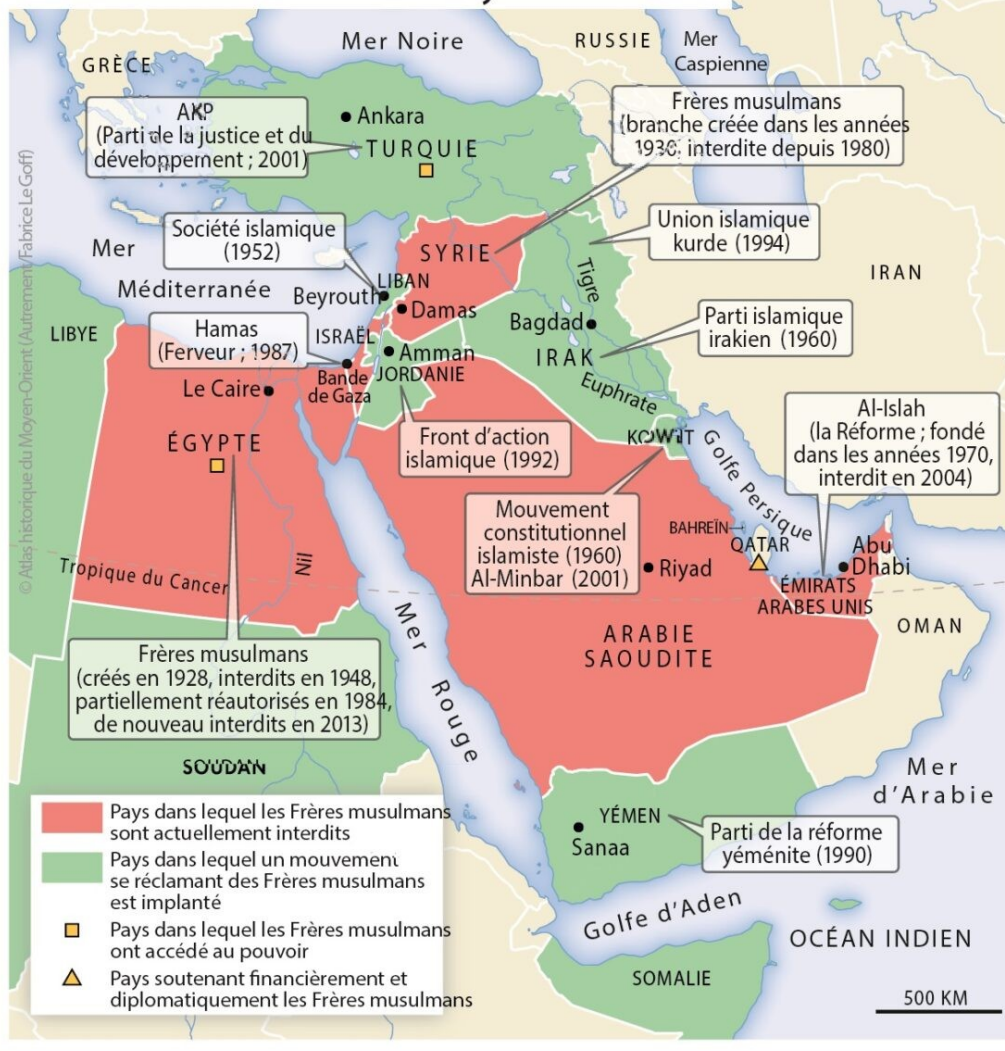 Mer Noire
RUSSIE
Mer
Caspienne
GRÈCE
AKP
(Parti de la justice et du
développement ; 2001)
Ankara
TURQUIE
Frères musulmans
(branche créée dans les années
1930, interdite depuis 1980)
Société islamique
(1952)
SYRIE
Union islamique
kurde (1994)
Mer
Méditerranée
LIBAN
Beyrouth
Damas
Tigre
IRAN
LIBYE
Hamas
(Ferveur ; 1987)
ISRAËL
Bagdad
IRAK
Parti islamique
irakien (1960)
Amman
JORDANIE
Le Caire
Bande
de Gaza
Euphrate
ÉGYPTE
Front d'action
islamique (1992)
KOWEÏT
Golfe Persique
Al-Islah
(la Réforme ; fondé
dans les années 1970,
interdit en 2004)
Mouvement
constitutionnel
islamiste (1960)
Al-Minbar (2001)
BAHREÏN
QATAR
Abu
Dhabi
Riyad
ÉMIRATS
ARABES UNIS
Tropique du Cancer
Nil
Mer Rouge
ARABIE
SAOUDITE
OMAN
Frères musulmans
(créés en 1928, interdits en 1948,
partiellement réautorisés en 1984,
de nouveau interdits en 2013)
SOUDAN
Mer
d'Arabie
YÉMEN
Sanaa
Parti de la réforme
yéménite (1990)
Golfe d'Aden
OCÉAN INDIEN
SOMALIE
500 KM
Pays dans lequel les Frères musulmans
sont actuellement interdits
Pays dans lequel un mouvement
se réclamant des Frères musulmans
est implanté
Pays dans lequel les Frères musulmans
ont accédé au pouvoir
Pays soutenant financièrement et
diplomatiquement les Frères musulmans
© Atlas historique du Moyen-Orient (Autrement/Fabrice Le Goff)